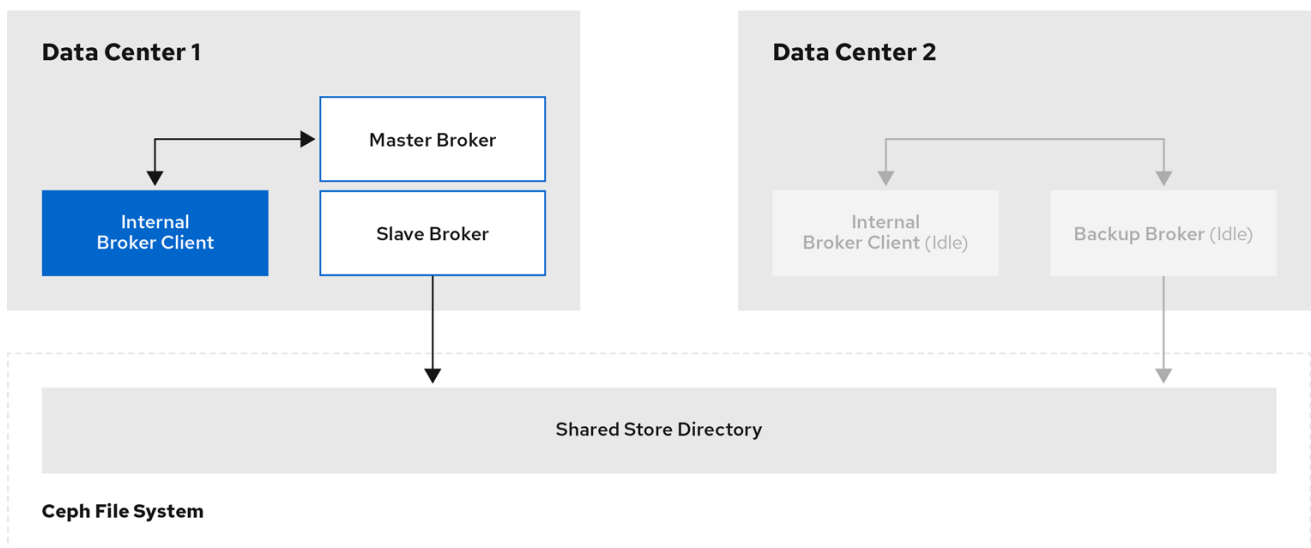 Data Center 1
Master Broker
Internal
Broker Client
Slave Broker
Data Center 2
Internal
Broker Client (Idle)
Backup Broker (Idle)
Shared Store Directory
Ceph File System